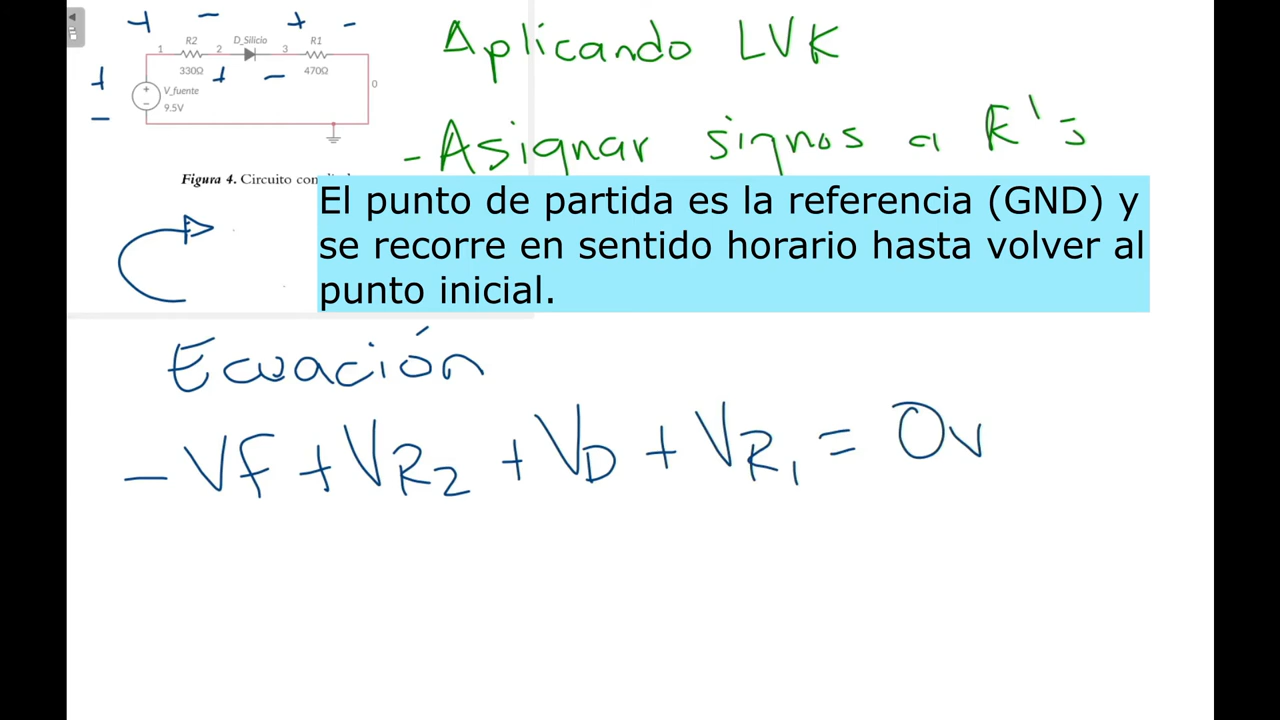 + - + -
R2 D_Silicio R1
1 2 3
330Ω + - 470Ω
+ + V_fuente 0
- - 9.5V
Aplicando LVK
- Asignar signos a R's
Figura 4. Circuito con
El punto de partida es la referencia (GND) y
se recorre en sentido horario hasta volver al
punto inicial.
Ecuación
- Vf + VR2 + VD + VR1 = 0v